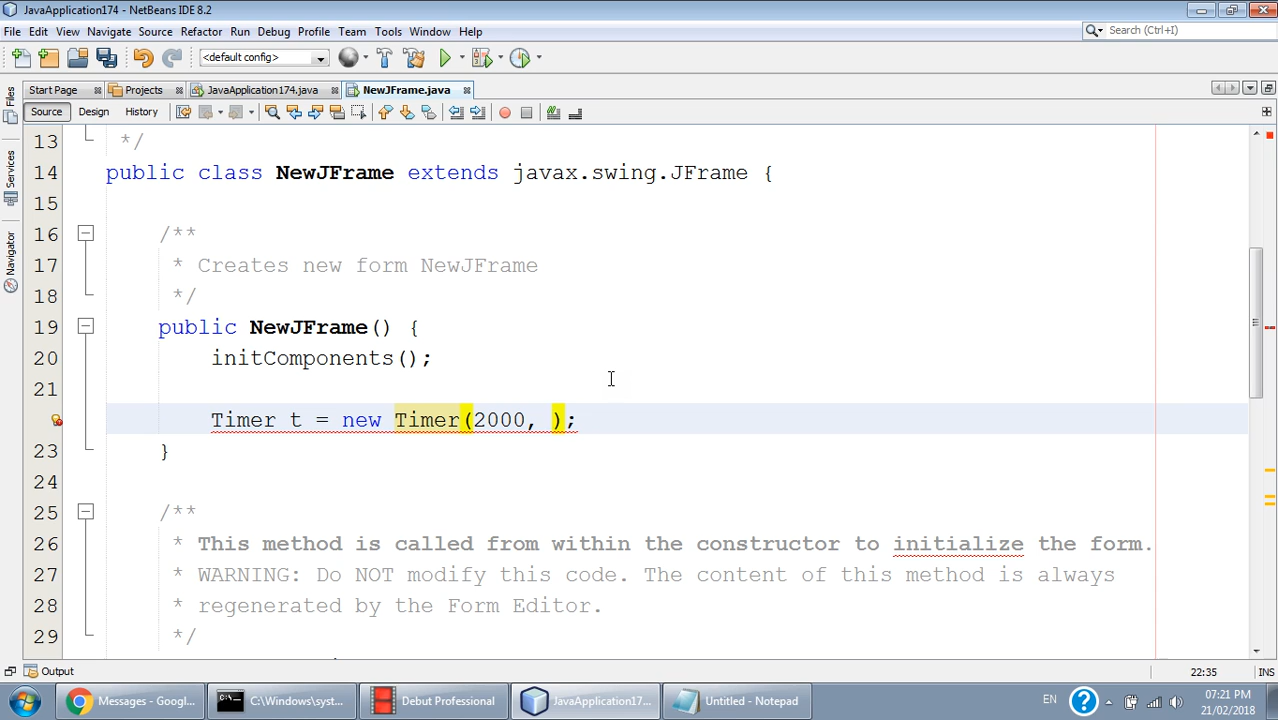 JavaApplication174 - NetBeans IDE 8.2
File Edit View Navigate Source Refactor Run Debug Profile Team Tools Window Help
Search (Ctrl+I)
<default config>
Start Page Projects JavaApplication174.java NewJFrame.java
Source Design History
Files
Services
Navigator
13 */
14 public class NewJFrame extends javax.swing.JFrame {
15
16 /**
17 * Creates new form NewJFrame
18 */
19 public NewJFrame() {
20 initComponents();
21
Timer t = new Timer(2000, );
23 }
24
25 /**
26 * This method is called from within the constructor to initialize the form.
27 * WARNING: Do NOT modify this code. The content of this method is always
28 * regenerated by the Form Editor.
29 */
Output
22:35 INS
Messages - Googl... C:\Windows\syst... Debut Professional JavaApplication17... Untitled - Notepad EN 07:21 PM
21/02/2018